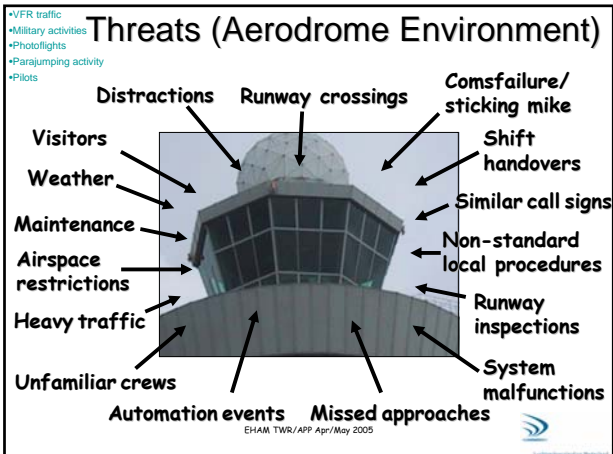 •VFR traffic
•Military activities
•Photoflights
•Parajumping activity
•Pilots
Threats (Aerodrome Environment)
Distractions
Runway crossings
Comsfailure/
sticking mike
Visitors
Shift
handovers
Weather
Similar call signs
Maintenance
Non-standard
local procedures
Airspace
restrictions
Runway
inspections
Heavy traffic
System
malfunctions
Unfamiliar crews
Automation events
Missed approaches
EHAM TWR/APP Apr/May 2005